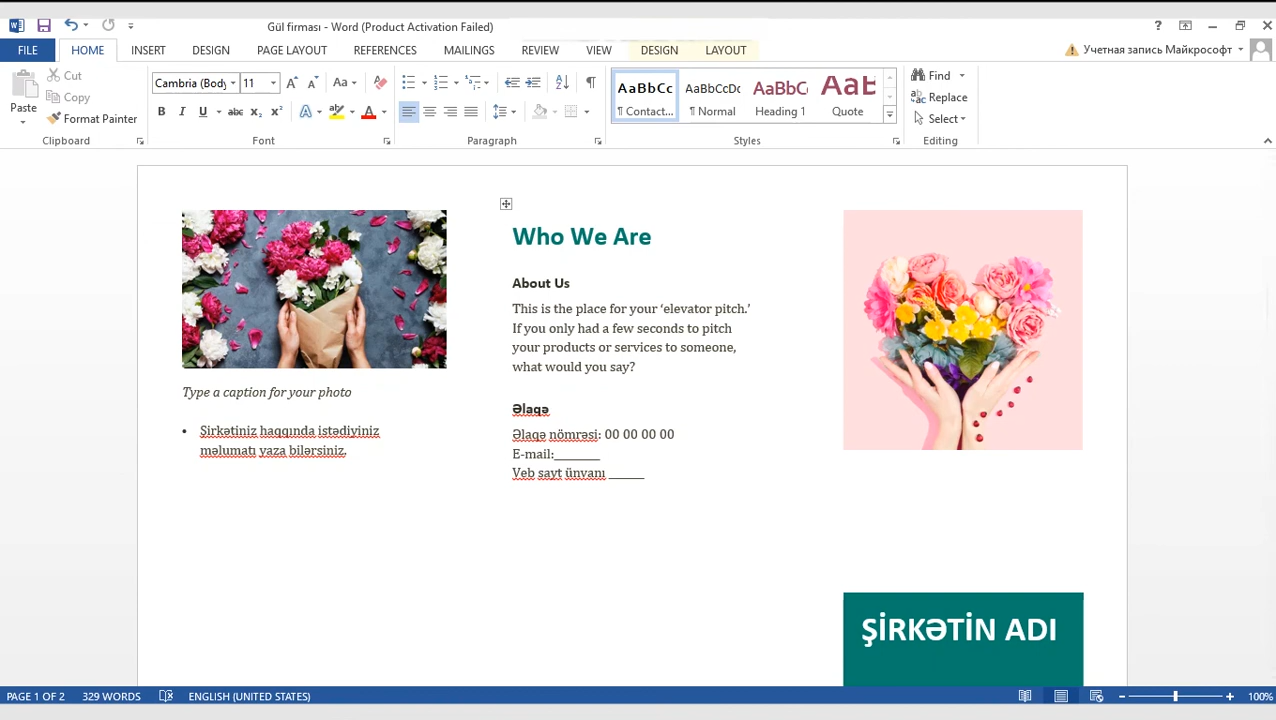 Gül firması - Word (Product Activation Failed)
FILE HOME INSERT DESIGN PAGE LAYOUT REFERENCES MAILINGS REVIEW VIEW DESIGN LAYOUT Учетная запись Майкрософт
Cut
Copy
Format Painter
Paste
Clipboard
Cambria (Body 11
Font
Paragraph
AaBbCc AaBbCcDc AaBbC AaB
¶ Contact... ¶ Normal Heading 1 Quote
Styles
Find
Replace
Select
Editing
Type a caption for your photo
• Şirkətiniz haqqında istədiyiniz
məlumatı yaza bilərsiniz.
Who We Are
About Us
This is the place for your ‘elevator pitch.’
If you only had a few seconds to pitch
your products or services to someone,
what would you say?
Əlaqə
Əlaqə nömrəsi: 00 00 00 00
E-mail:_______
Veb sayt ünvanı ______
ŞİRKƏTİN ADI
PAGE 1 OF 2 329 WORDS ENGLISH (UNITED STATES) 100%